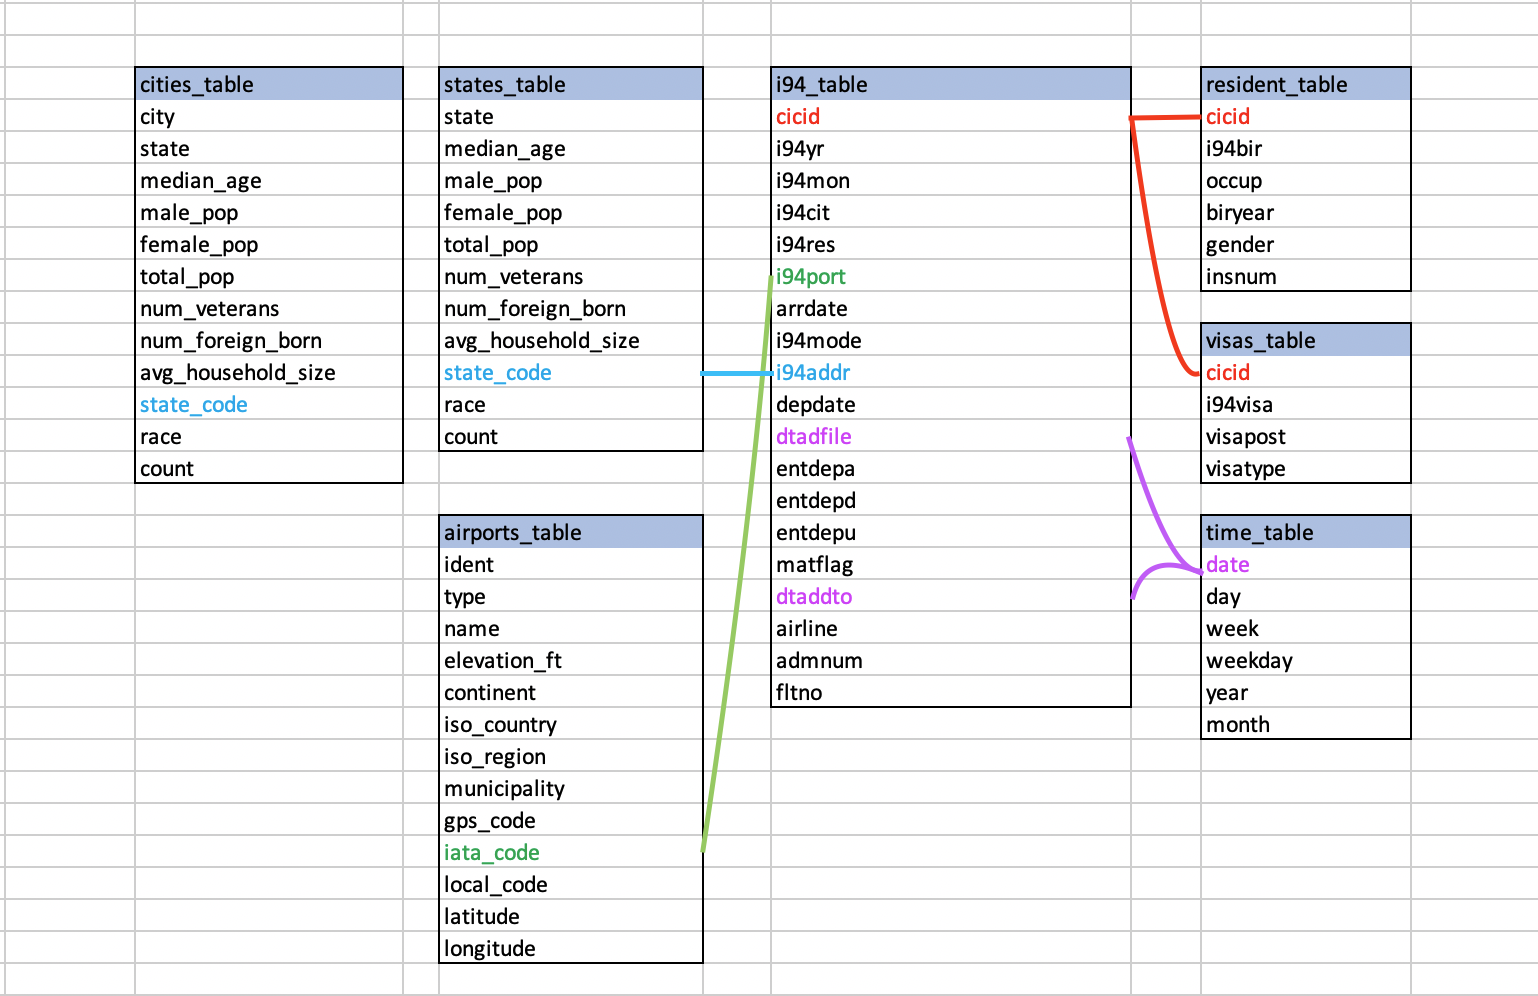 cities_table
city
state
median_age
male_pop
female_pop
total_pop
num_veterans
num_foreign_born
avg_household_size
state_code
race
count
states_table
state
median_age
male_pop
female_pop
total_pop
num_veterans
num_foreign_born
avg_household_size
state_code
race
count
airports_table
ident
type
name
elevation_ft
continent
iso_country
iso_region
municipality
gps_code
iata_code
local_code
latitude
longitude
i94_table
cicid
i94yr
i94mon
i94cit
i94res
i94port
arrdate
i94mode
i94addr
depdate
dtadfile
entdepa
entdepd
entdepu
matflag
dtaddto
airline
admnum
fltno
resident_table
cicid
i94bir
occup
biryear
gender
insnum
visas_table
cicid
i94visa
visapost
visatype
time_table
date
day
week
weekday
year
month